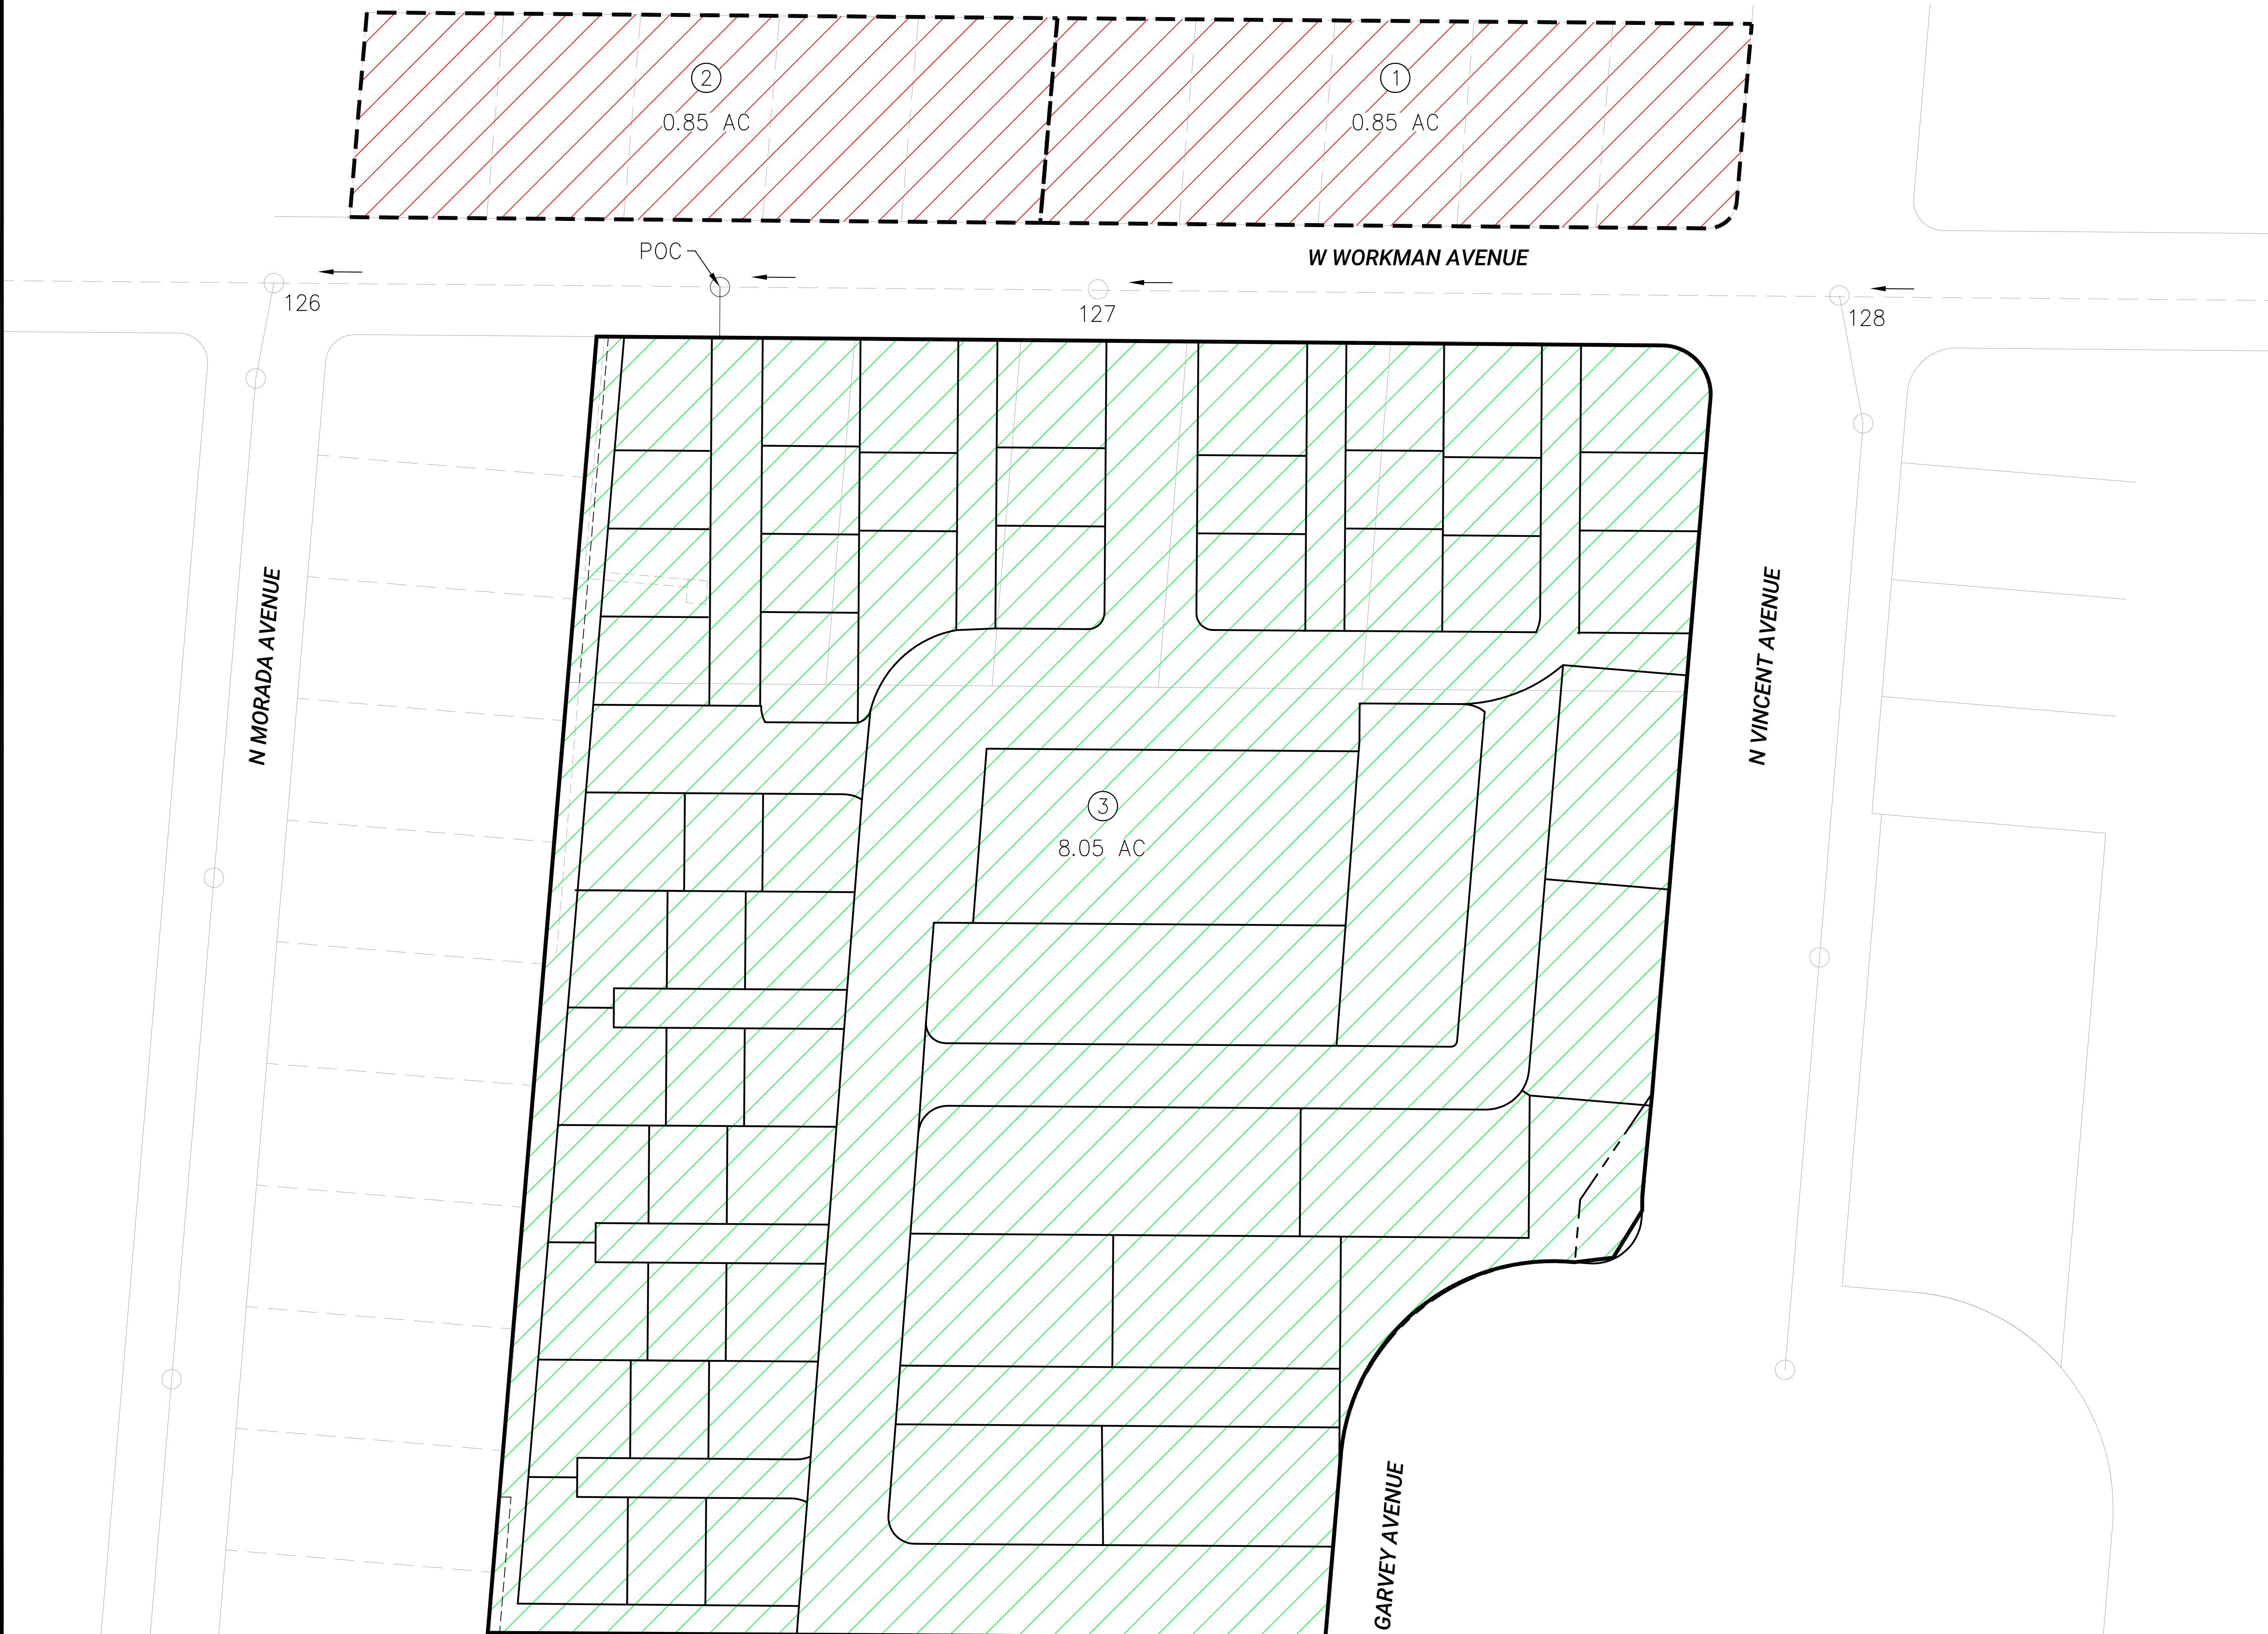 2
0.85 AC
1
0.85 AC
POC
W WORKMAN AVENUE
126
127
128
N MORADA AVENUE
N VINCENT AVENUE
3
8.05 AC
GARVEY AVENUE